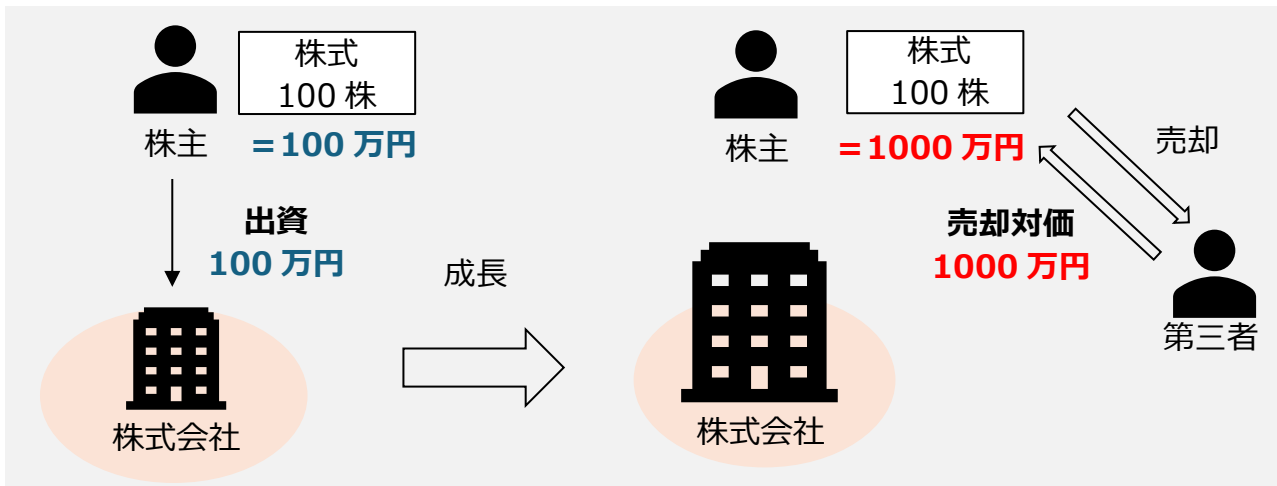 株式
100 株
株主
=100 万円
出資
100 万円
株式会社
成長
株式
100 株
株主
=1000 万円
売却
売却対価
1000 万円
第三者
株式会社